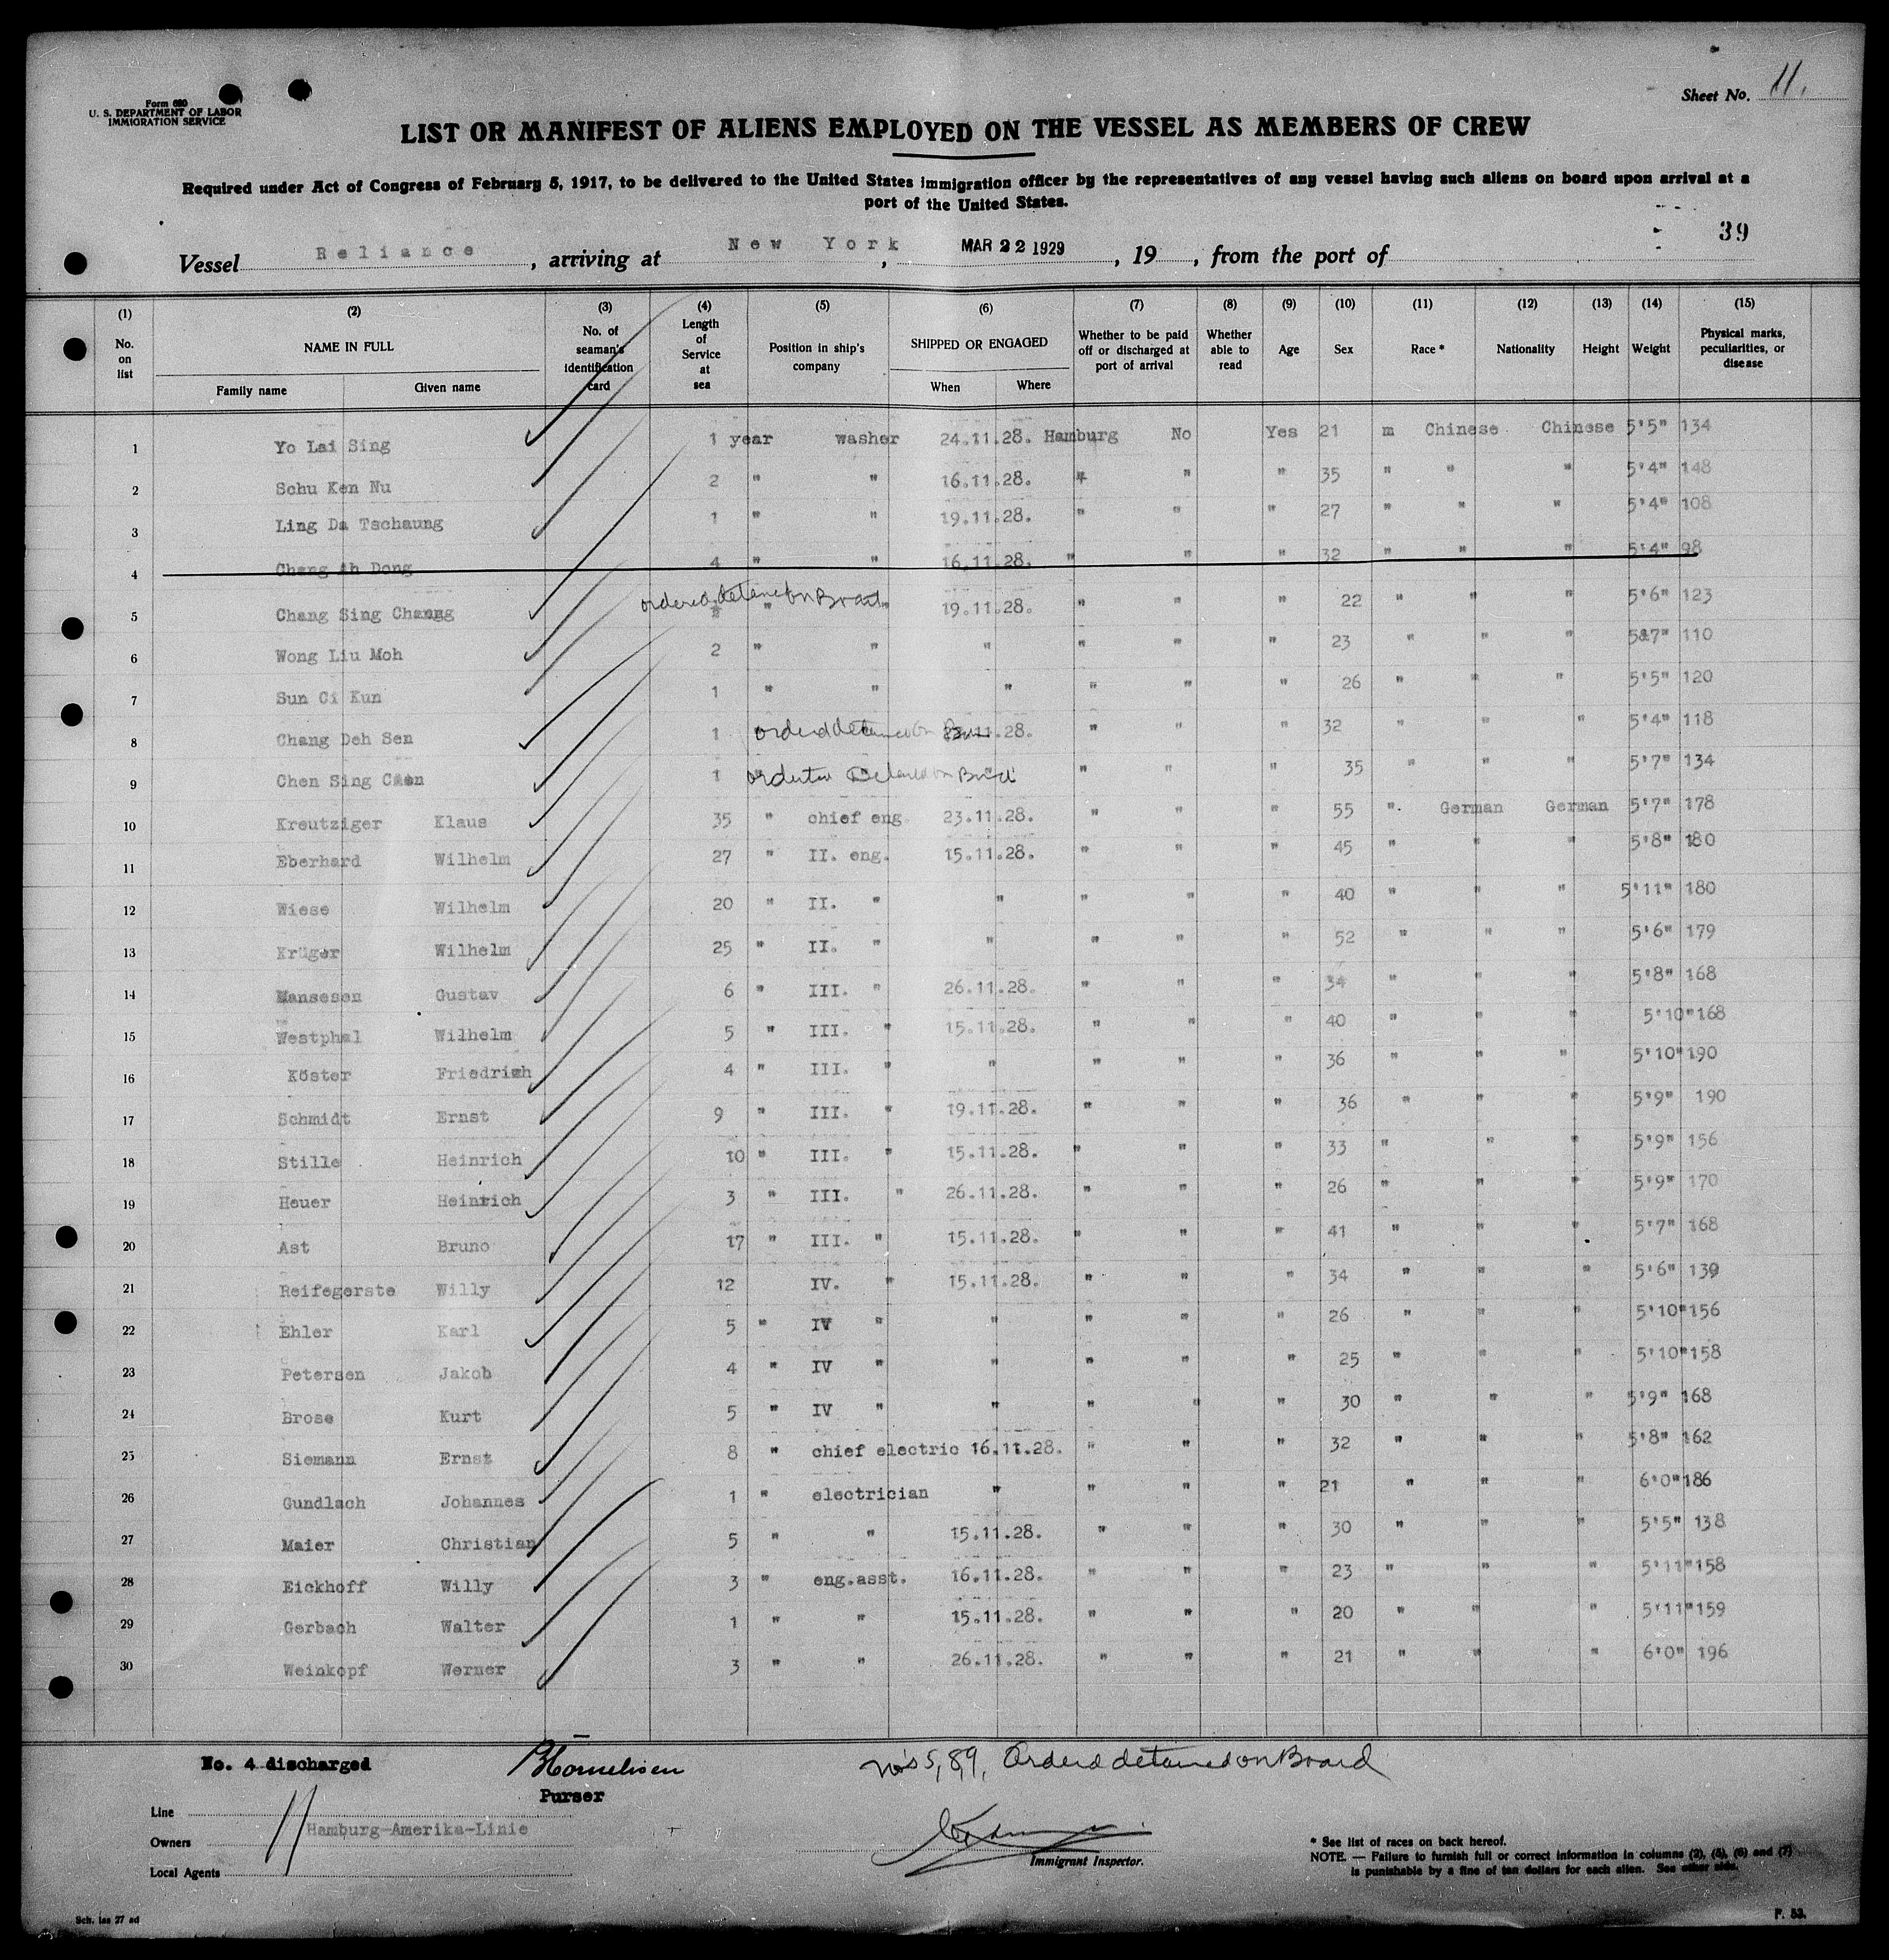 Form 680
U. S. DEPARTMENT OF LABOR
IMMIGRATION SERVICE
Sheet No. 11.
LIST OR MANIFEST OF ALIENS EMPLOYED ON THE VESSEL AS MEMBERS OF CREW
Required under Act of Congress of February 5, 1917, to be delivered to the United States immigration officer by the representatives of any vessel having such aliens on board upon arrival at a
port of the United States.
39
Vessel Reliance, arriving at New York, MAR 22 1929, 19 , from the port of
(1) (2) (3) (4) (5) (6) (7) (8) (9) (10) (11) (12) (13) (14) (15)
No. on list NAME IN FULL Family name Given name No. of seaman's identification card Length of Service at sea Position in ship's company SHIPPED OR ENGAGED When Where Whether to be paid off or discharged at port of arrival Whether able to read Age Sex Race * Nationality Height Weight Physical marks, peculiarities, or disease
1 Yo Lai Sing 1 year washer 24.11.28. Hamburg No Yes 21 m Chinese Chinese 5'5" 134
2 Schu Ken Nu 2 " " 16.11.28. " " " 35 " " " 5'4" 148
3 Ling Da Tschaung 1 " " 19.11.28. " " " 27 " " " 5'4" 108
4 Chang Ah Dong 4 " " 16.11.28. " " " 32 " " " 5'4" 98
5 Chang Sing Chang ordered detained on Board " " 19.11.28. " " " 22 " " " 5'6" 123
6 Wong Liu Moh 2 " " " " " " 23 " " " 5&7" 110
7 Sun Ci Kun 1 " " " " " " 26 " " " 5'5" 120
8 Chang Deh Sen 1 ordered detained on 11.28. " " " 32 " " " 5'4" 118
9 Chen Sing 1 detained on Board " " " 35 " " " 5'7" 134
10 Kreutziger Klaus 35 " chief eng. 23.11.28. " " " 55 " German German 5'7" 178
11 Eberhard Wilhelm 27 " II. eng. 15.11.28. " " " 45 " " " 5'8" 180
12 Wiese Wilhelm 20 " II. " " " " " 40 " " " 5'11" 180
13 Krüger Wilhelm 25 " II. " " " " " 52 " " " 5'6" 179
14 Mansesen Gustav 6 " III. " 26.11.28. " " " 34 " " " 5'8" 168
15 Westphal Wilhelm 5 " III. " 15.11.28. " " " 40 " " " 5'10" 168
16 Köster Friedrich 4 " III. " " " " " 36 " " " 5'10" 190
17 Schmidt Ernst 9 " III. " 19.11.28. " " " 36 " " " 5'9" 190
18 Stille Heinrich 10 " III. " 15.11.28. " " " 33 " " " 5'9" 156
19 Heuer Heinrich 3 " III. " 26.11.28. " " " 26 " " " 5'9" 170
20 Ast Bruno 17 " III. " 15.11.28. " " " 41 " " " 5'7" 168
21 Reifegerste Willy 12 IV. " 15.11.28. " " " 34 " " " 5'6" 139
22 Ehler Karl 5 " IV " " " " " 26 " " " 5'10" 156
23 Petersen Jakob 4 " IV " " " " " 25 " " " 5'10" 158
24 Brose Kurt 5 " IV " " " " " 30 " " " 5'9" 168
25 Siemann Ernst 8 " chief electric 16.11.28. " " " 32 " " " 5'8" 162
26 Gundlach Johannes 1 " electrician " " " " 21 " " " 6'0" 186
27 Maier Christian 5 " " 15.11.28. " " " 30 " " " 5'5" 138
28 Eickhoff Willy 3 " eng.asst. 16.11.28. " " " 23 " " " 5'11" 158
29 Gerbach Walter 1 " " 15.11.28. " " " 20 " " " 5'11" 159
30 Weinkopf Werner 3 " " 26.11.28. " " " 21 " " " 6'0" 196
No. 4 discharged
Purser
Nos 5, 8, 9, Ordered detained on Board
Line
Owners Hamburg-Amerika-Linie
Local Agents
Immigrant Inspector.
* See list of races on back hereof.
NOTE. — Failure to furnish full or correct information in columns (2), (5), (6) and (7)
is punishable by a fine of ten dollars for each alien. See other side.
Sch. las 27 ad
F. 53.